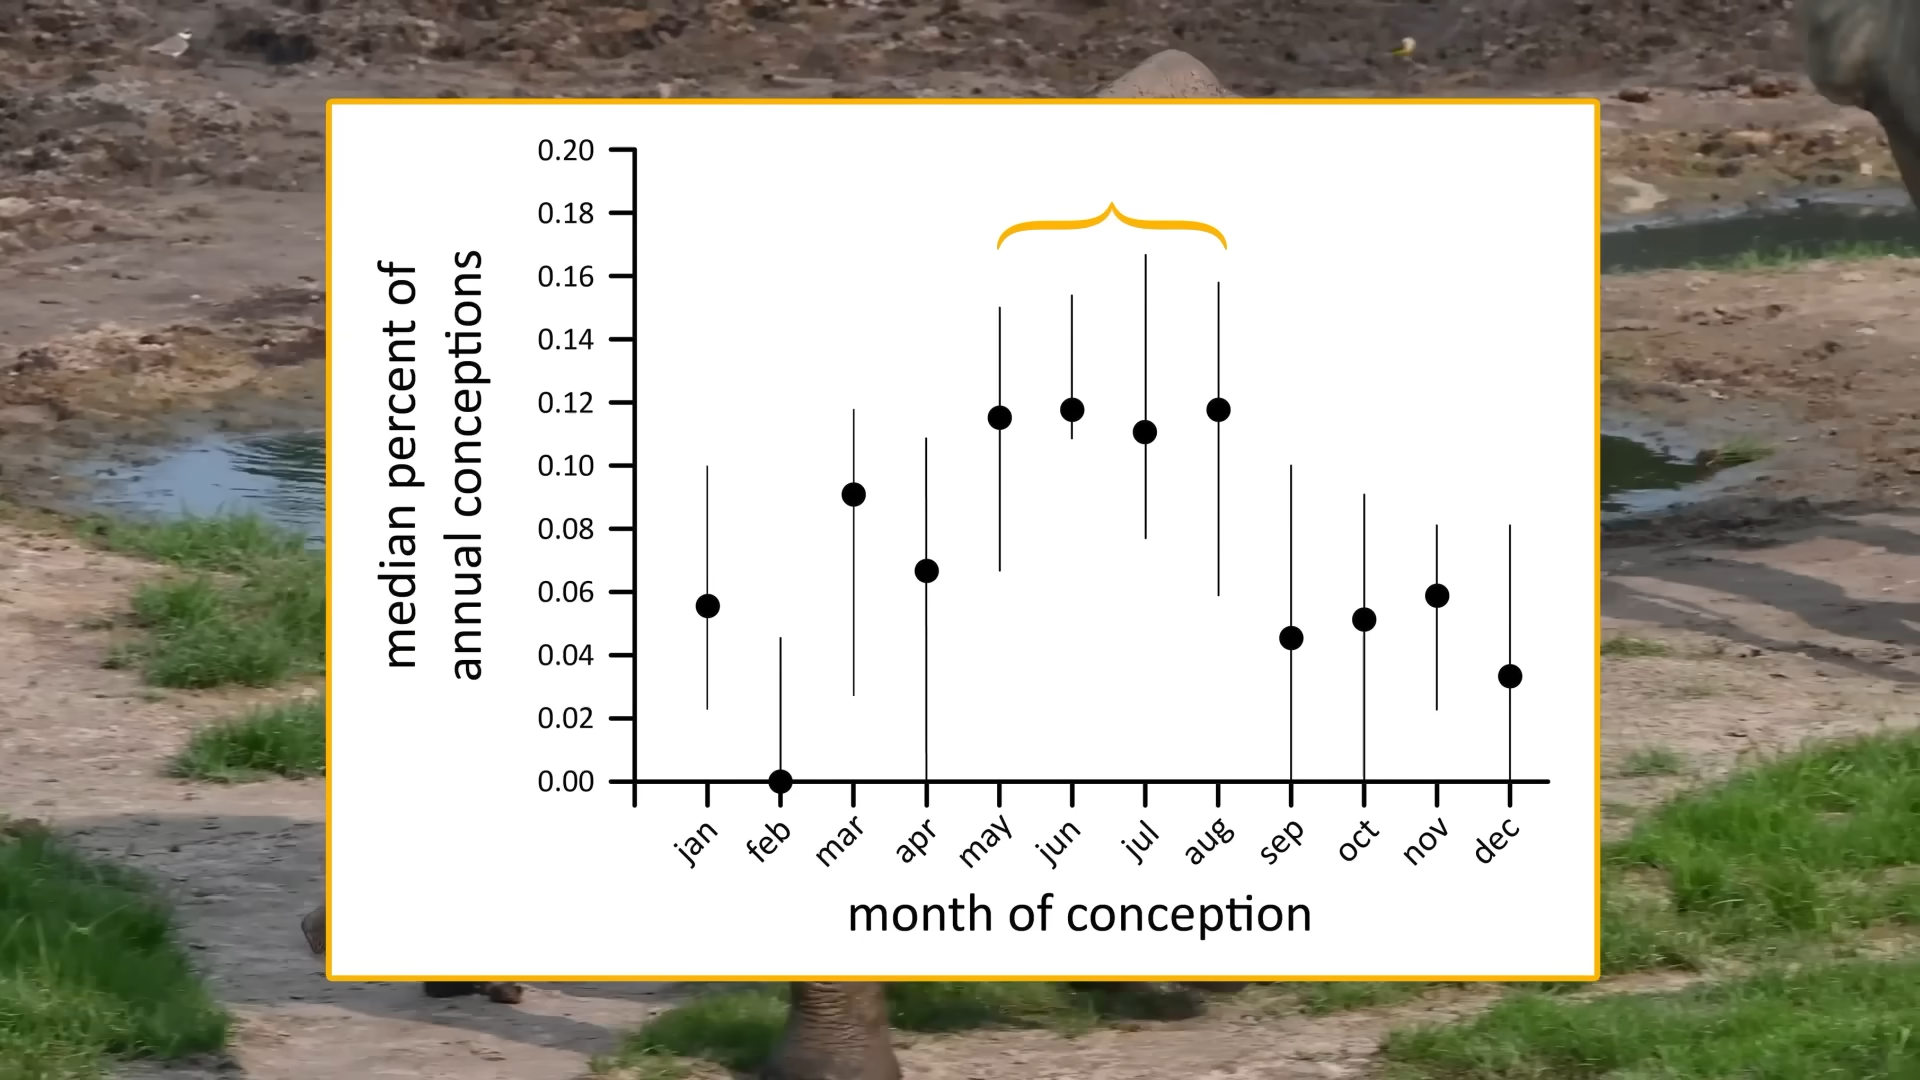 median percent of
annual conceptions
0.20
0.18
0.16
0.14
0.12
0.10
0.08
0.06
0.04
0.02
0.00
jan feb mar apr may jun jul aug sep oct nov dec
month of conception